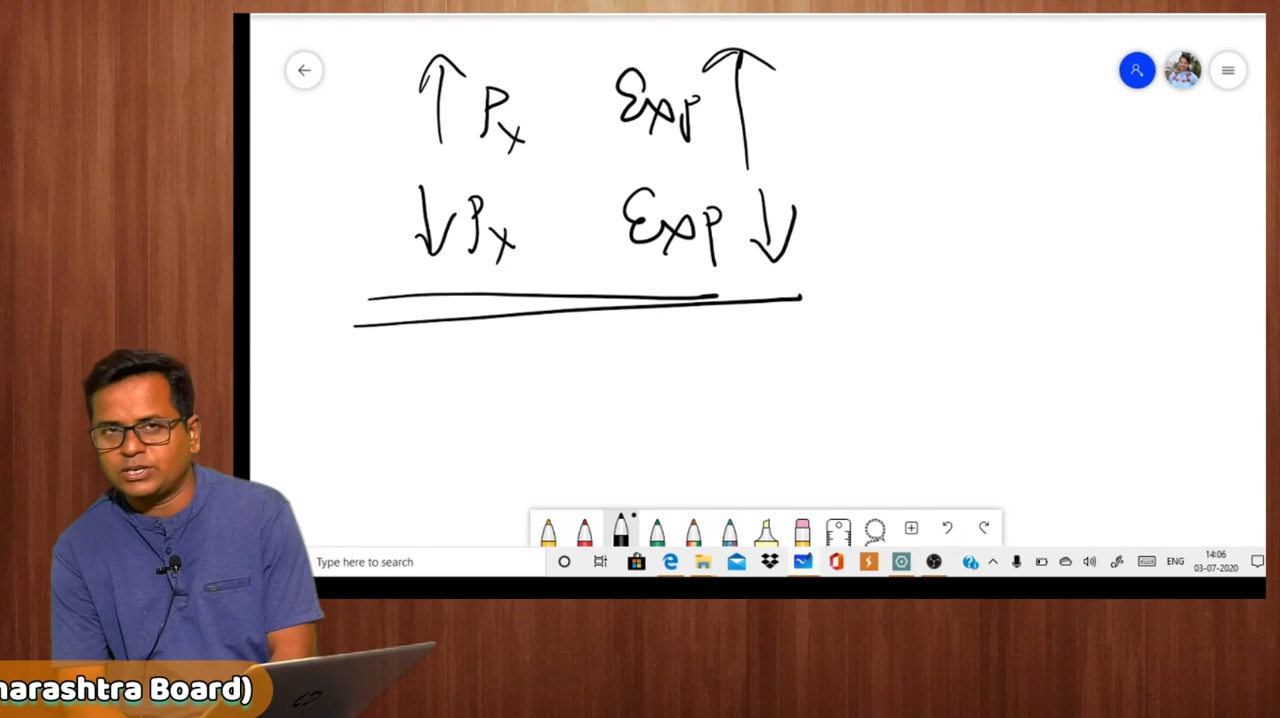 ↑ Px Exp ↑
↓ Px Exp ↓
Type here to search
ENG
14:06
03-07-2020
harashtra Board)